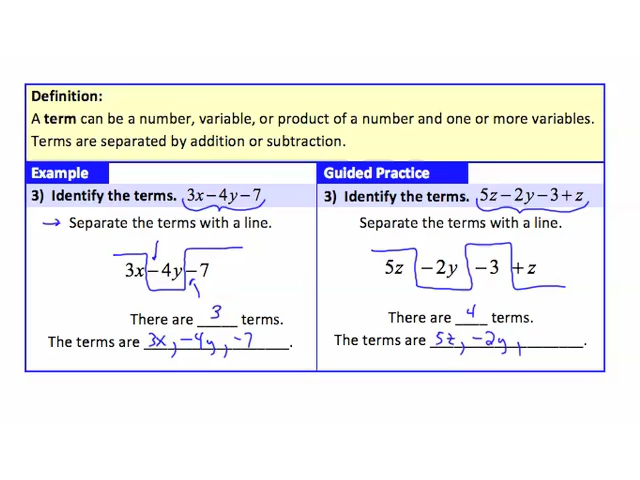 Definition:
A term can be a number, variable, or product of a number and one or more variables.
Terms are separated by addition or subtraction.
Example
3) Identify the terms. 3x−4y−7
→ Separate the terms with a line.
3x−4y−7
There are 3 terms.
The terms are 3x, −4y, −7.
Guided Practice
3) Identify the terms. 5z−2y−3+z
Separate the terms with a line.
5z −2y −3 +z
There are 4 terms.
The terms are 5z, −2y, .